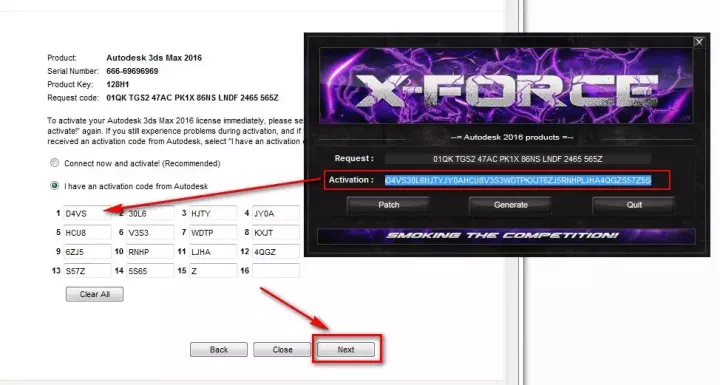 Product: Autodesk 3ds Max 2016
Serial Number: 666-69696969
Product Key: 128H1
Request code: 01QK TGS2 47AC PK1X 86NS LNDF 2465 565Z
To activate your Autodesk 3ds Max 2016 license immediately, please se
activate!" again. If you still experience problems during activation, and if
received an activation code from Autodesk, select "I have an activation
Connect now and activate! (Recommended)
I have an activation code from Autodesk
1 D4VS 2 30L6 3 HJTY 4 JY0A
5 HCU8 6 V3S3 7 WDTP 8 KXJT
9 6ZJ5 10 RNHP 11 LJHA 12 4QGZ
13 S57Z 14 5S65 15 Z 16
Clear All
Back Close Next
X-FORCE
--= Autodesk 2016 products =--
Request : 01QK TGS2 47AC PK1X 86NS LNDF 2465 565Z
Activation : D4VS30L6HJTYJY0AHCU8V3S3WDTPKXJT6ZJ5RNHPLJHA4QGZS57Z5S
Patch Generate Quit
SMOKING THE COMPETITION!